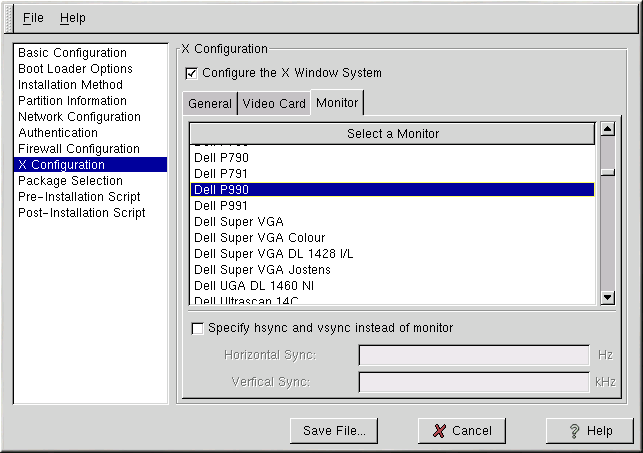 File Help
Basic Configuration
Boot Loader Options
Installation Method
Partition Information
Network Configuration
Authentication
Firewall Configuration
X Configuration
Package Selection
Pre-Installation Script
Post-Installation Script
X Configuration
Configure the X Window System
General Video Card Monitor
Select a Monitor
Dell P790
Dell P791
Dell P990
Dell P991
Dell Super VGA
Dell Super VGA Colour
Dell Super VGA DL 1428 I/L
Dell Super VGA Jostens
Dell UGA DL 1460 NI
Dell Ultrascan 14C
Specify hsync and vsync instead of monitor
Horizontal Sync: Hz
Verfical Sync: kHz
Save File... Cancel Help